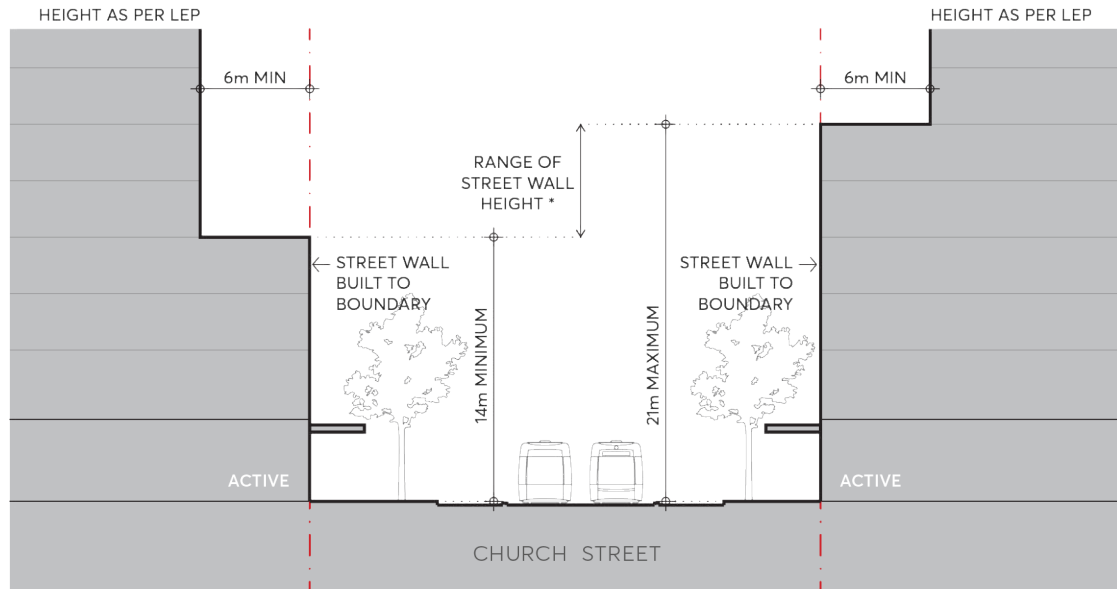 HEIGHT AS PER LEP
HEIGHT AS PER LEP
6m MIN
6m MIN
RANGE OF
STREET WALL
HEIGHT *
STREET WALL
BUILT TO
BOUNDARY
STREET WALL
BUILT TO
BOUNDARY
14m MINIMUM
21m MAXIMUM
ACTIVE
ACTIVE
CHURCH STREET